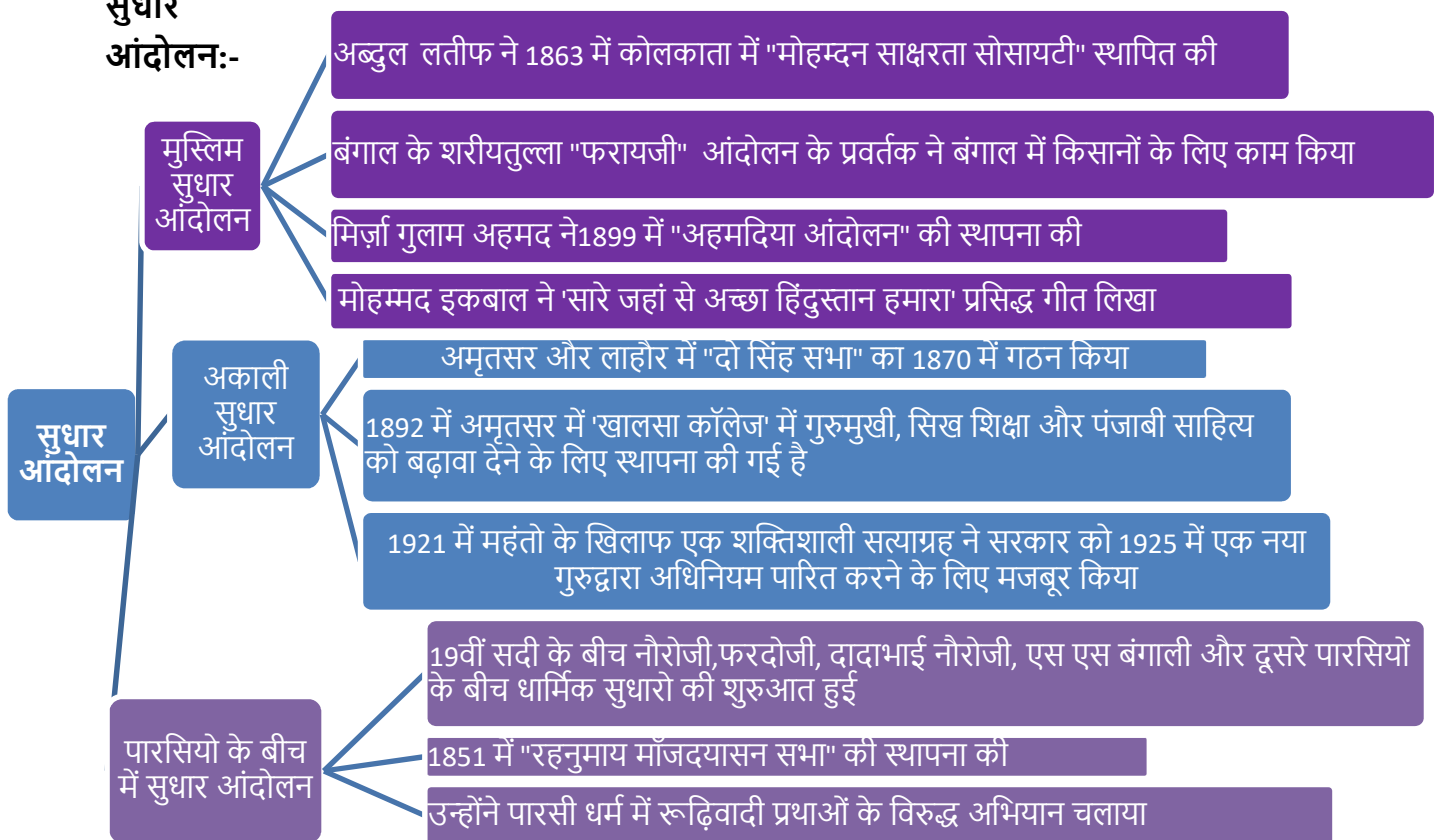 सुधार
आंदोलन:-
अब्दुल लतीफ ने 1863 में कोलकाता में "मोहम्दन साक्षरता सोसायटी" स्थापित की
मुस्लिम
सुधार
आंदोलन
बंगाल के शरीयतुल्ला "फरायजी" आंदोलन के प्रवर्तक ने बंगाल में किसानों के लिए काम किया
मिर्ज़ा गुलाम अहमद ने1899 में "अहमदिया आंदोलन" की स्थापना की
मोहम्मद इकबाल ने 'सारे जहां से अच्छा हिंदुस्तान हमारा' प्रसिद्ध गीत लिखा
सुधार
आंदोलन
अकाली
सुधार
आंदोलन
अमृतसर और लाहौर में "दो सिंह सभा" का 1870 में गठन किया
1892 में अमृतसर में 'खालसा कॉलेज' में गुरुमुखी, सिख शिक्षा और पंजाबी साहित्य
को बढ़ावा देने के लिए स्थापना की गई है
1921 में महंतो के खिलाफ एक शक्तिशाली सत्याग्रह ने सरकार को 1925 में एक नया
गुरुद्वारा अधिनियम पारित करने के लिए मजबूर किया
पारसियो के बीच
में सुधार आंदोलन
19वीं सदी के बीच नौरोजी,फरदोजी, दादाभाई नौरोजी, एस एस बंगाली और दूसरे पारसियों
के बीच धार्मिक सुधारो की शुरुआत हुई
1851 में "रहनुमाय मॉजदयासन सभा" की स्थापना की
उन्होंने पारसी धर्म में रूढ़िवादी प्रथाओं के विरुद्ध अभियान चलाया